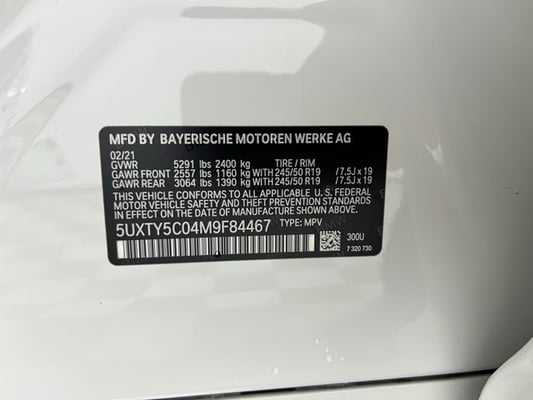 MFD BY BAYERISCHE MOTOREN WERKE AG
02/21
GVWR 5291 lbs 2400 kg TIRE / RIM
GAWR FRONT 2557 lbs 1160 kg 245/50 R19 /7.5J x 19
GAWR REAR 3064 lbs 1390 kg 245/50 R19 /7.5J x 19
THIS VEHICLE CONFORMS TO ALL APPLICABLE U. S. FEDERAL
MOTOR VEHICLE SAFETY AND THEFT PREVENTION STANDARDS
IN EFFECT ON THE DATE OF MANUFACTURE SHOWN ABOVE.
5UXTY5C04M9F84467 TYPE: MPV
300U
7 320 730